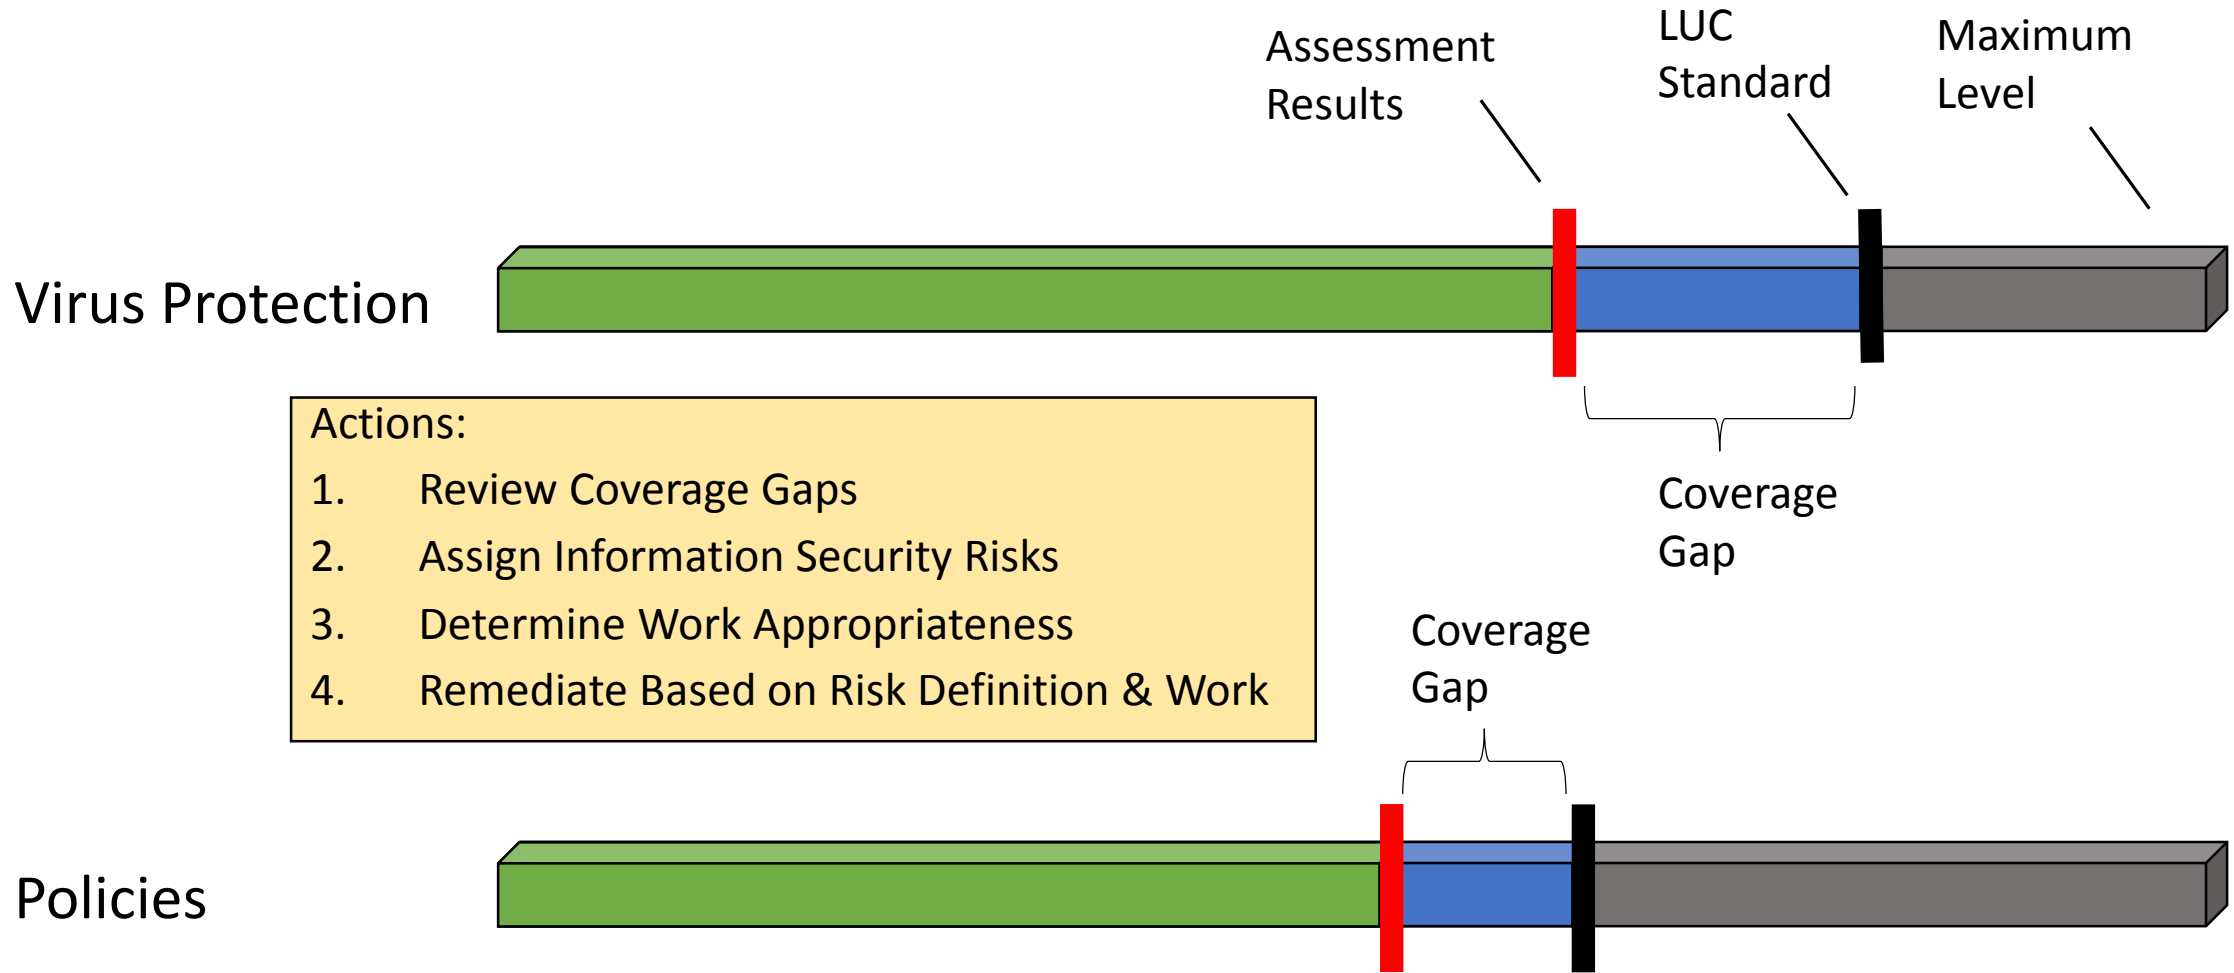 Assessment
Results
LUC
Standard
Maximum
Level
Virus Protection
Actions:
1. Review Coverage Gaps
2. Assign Information Security Risks
3. Determine Work Appropriateness
4. Remediate Based on Risk Definition & Work
Coverage
Gap
Coverage
Gap
Policies